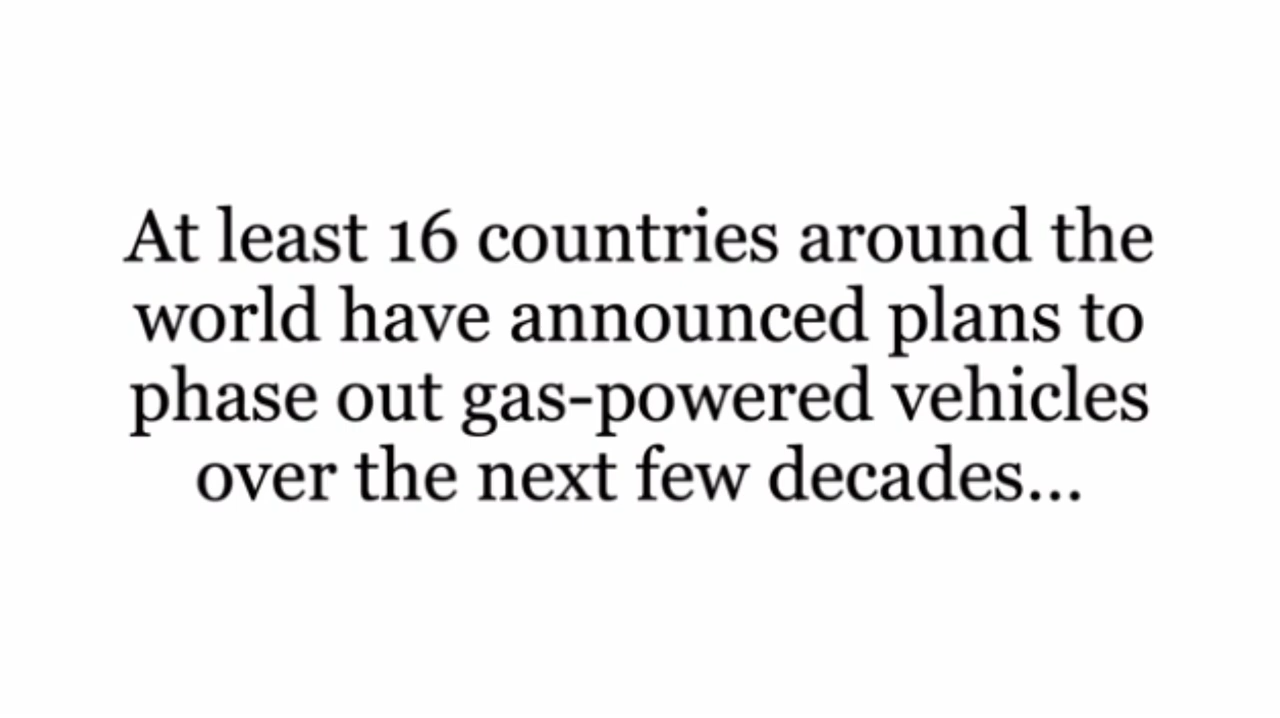 At least 16 countries around the
world have announced plans to
phase out gas-powered vehicles
over the next few decades...